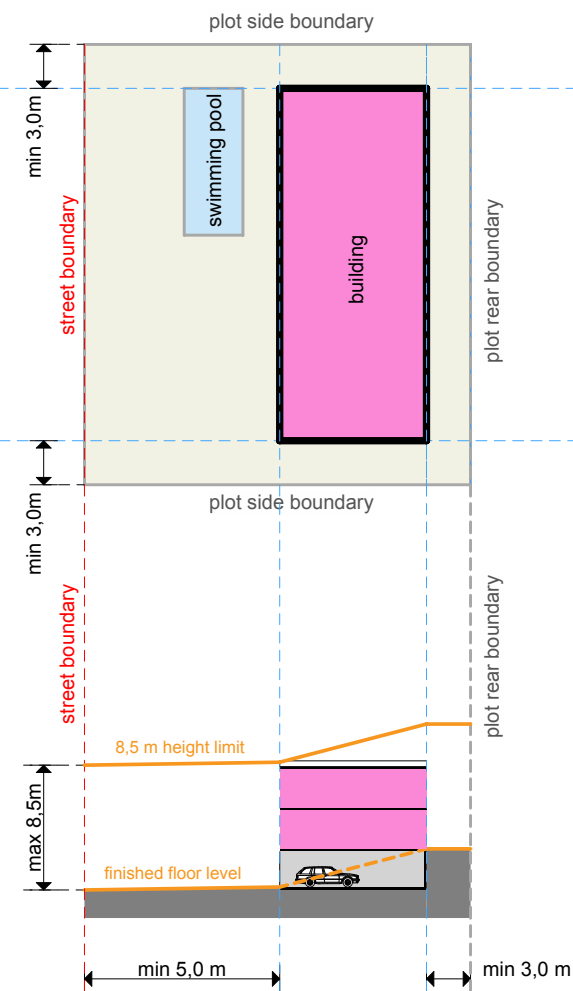 plot side boundary
min 3,0m
swimming pool
building
street boundary
plot rear boundary
min 3,0m
plot side boundary
street boundary
plot rear boundary
8,5 m height limit
max 8,5m
finished floor level
min 5,0 m
min 3,0 m